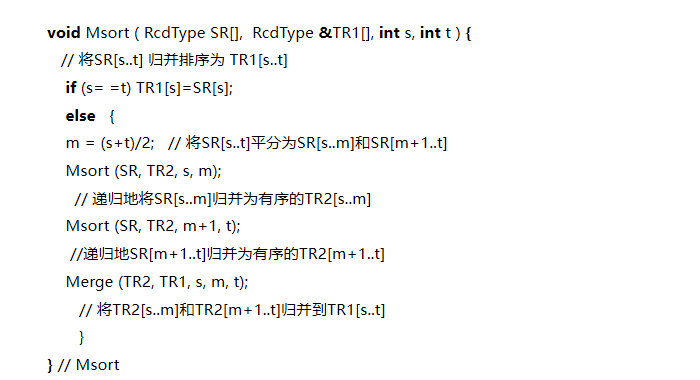 void Msort ( RcdType SR[],  RcdType &TR1[], int s, int t ) {
// 将SR[s..t] 归并排序为 TR1[s..t]
if (s= =t) TR1[s]=SR[s];
else   {
m = (s+t)/2;   // 将SR[s..t]平分为SR[s..m]和SR[m+1..t]
Msort (SR, TR2, s, m);
// 递归地将SR[s..m]归并为有序的TR2[s..m]
Msort (SR, TR2, m+1, t);
//递归地SR[m+1..t]归并为有序的TR2[m+1..t]
Merge (TR2, TR1, s, m, t);
// 将TR2[s..m]和TR2[m+1..t]归并到TR1[s..t]
}
} // Msort